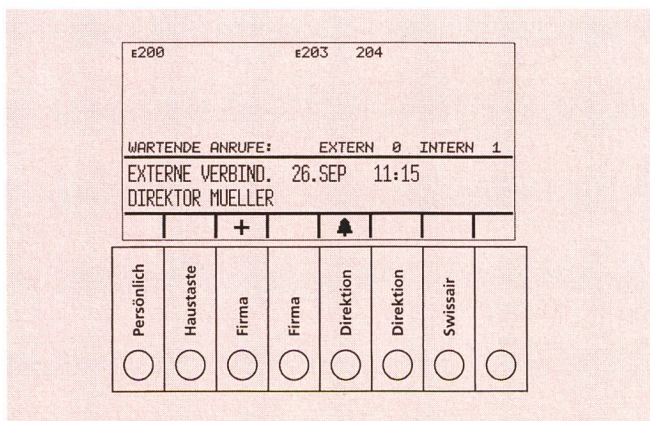 E200 E203 204
WARTENDE ANRUFE: EXTERN 0 INTERN 1
EXTERNE VERBIND. 26.SEP 11:15
DIREKTOR MUELLER
+
Persönlich
Haustaste
Firma
Firma
Direktion
Direktion
Swissair